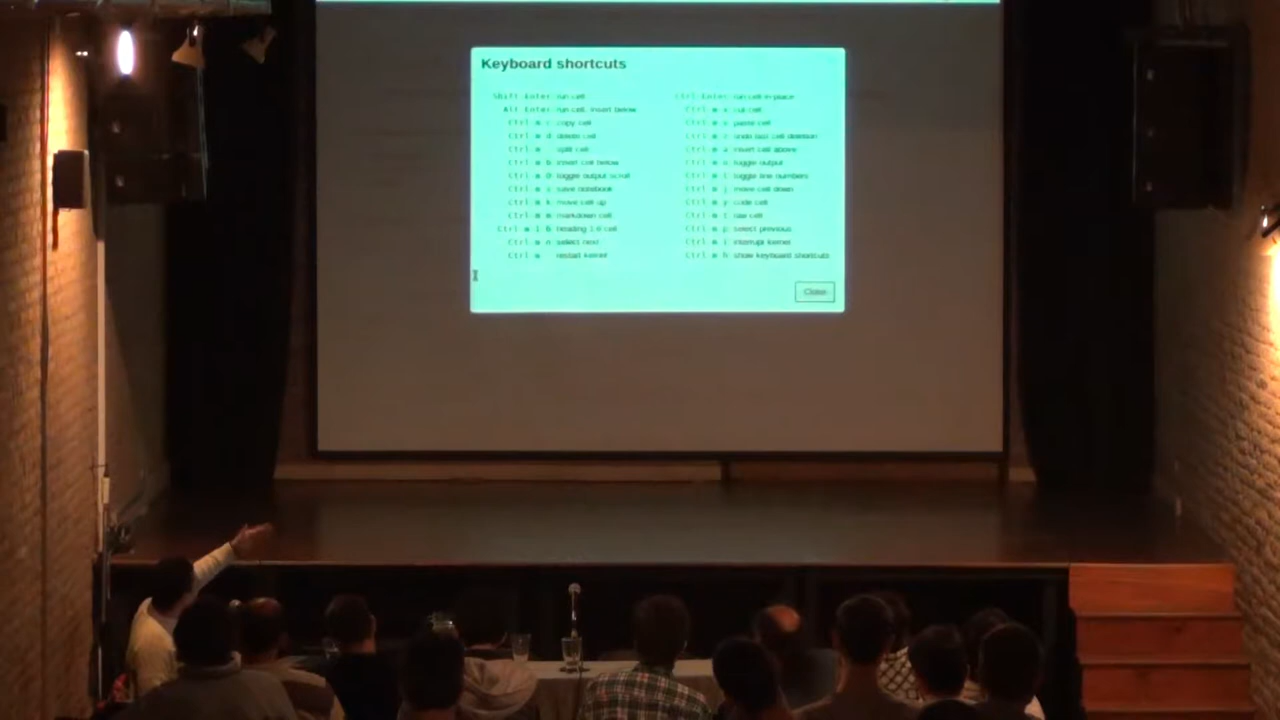 Keyboard shortcuts
Shift-Enter run cell
Alt-Enter run cell, insert below
Ctrl-m c copy cell
Ctrl-m d delete cell
Ctrl-m split cell
Ctrl-m b insert cell below
Ctrl-m O toggle output scroll
Ctrl-m s save notebook
Ctrl-m k move cell up
Ctrl-m m markdown cell
Ctrl-m 1-6 heading 1-6 cell
Ctrl-m n select next
Ctrl-m restart kernel
Ctrl-Enter run cell in-place
Ctrl-m x cut cell
Ctrl-m v paste cell
Ctrl-m z undo last cell deletion
Ctrl-m a insert cell above
Ctrl-m o toggle output
Ctrl-m l toggle line numbers
Ctrl-m j move cell down
Ctrl-m y code cell
Ctrl-m t raw cell
Ctrl-m p select previous
Ctrl-m i interrupt kernel
Ctrl-m h show keyboard shortcuts
Close